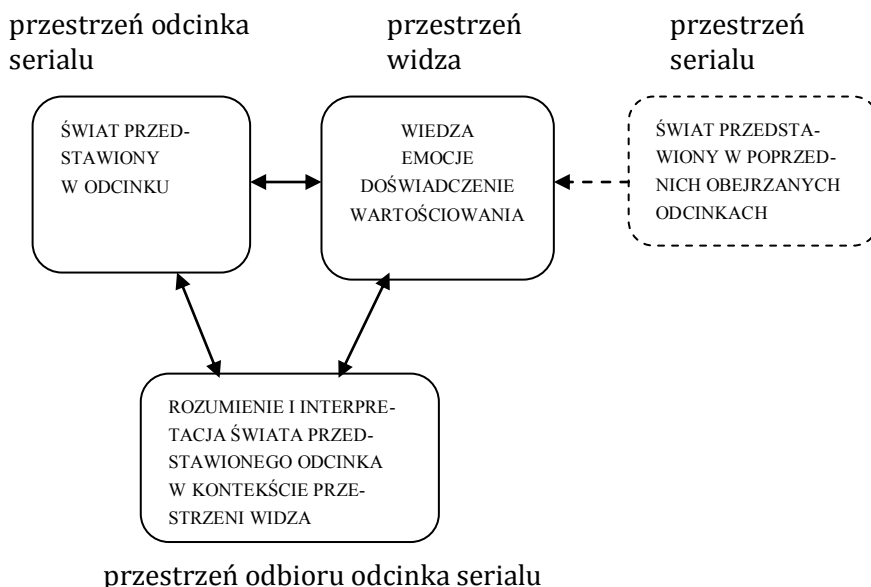 przestrzeń odcinka
serialu
przestrzeń
widza
przestrzeń
serialu
ŚWIAT PRZED-
STAWIONY
W ODCINKU
WIEDZA
EMOCJE
DOŚWIADCZENIE
WARTOŚCIOWANIA
ŚWIAT PRZEDSTA-
WIONY W POPRZED-
NICH OBEJRZANYCH
ODCINKACH
ROZUMIENIE I INTERPRE-
TACJA ŚWIATA PRZED-
STAWIONEGO ODCINKA
W KONTEKŚCIE PRZE-
STRZENI WIDZA
przestrzeń odbioru odcinka serialu